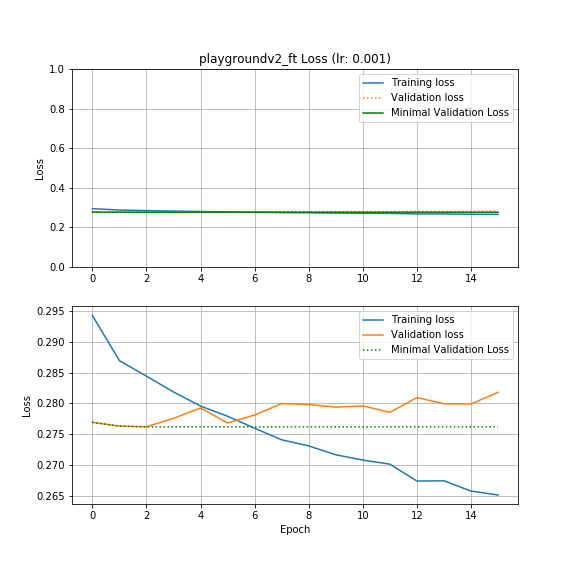 playgroundv2_ft Loss (lr: 0.001)
1.0
0.8
0.6
0.4
0.2
0.0
Loss
Training loss
Validation loss
Minimal Validation Loss
0 2 4 6 8 10 12 14
0.295
0.290
0.285
0.280
0.275
0.270
0.265
Loss
Training loss
Validation loss
Minimal Validation Loss
0 2 4 6 8 10 12 14
Epoch